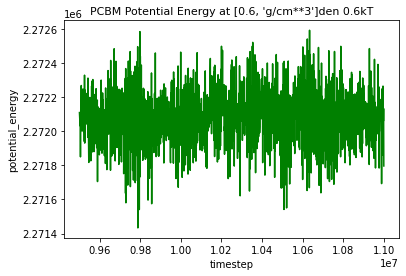 PCBM Potential Energy at [0.6, 'g/cm**3']den 0.6kT
1e6
2.2726
2.2724
2.2722
2.2720
2.2718
2.2716
2.2714
potential_energy
0.96 0.98 1.00 1.02 1.04 1.06 1.08 1.10
timestep
1e7